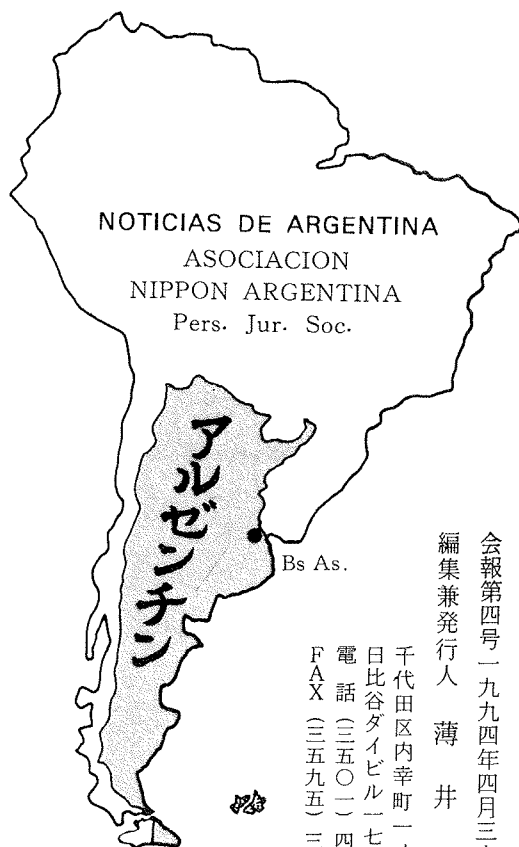 NOTICIAS DE ARGENTINA
ASOCIACION
NIPPON ARGENTINA
Pers. Jur. Soc.
アルゼンチン
Bs As.
会報第四号一九九四年四月三
編集兼発行人 薄井
千代田区内幸町一
日比谷ダイビル一七
電話(三五〇一)四
FAX(三五九五)